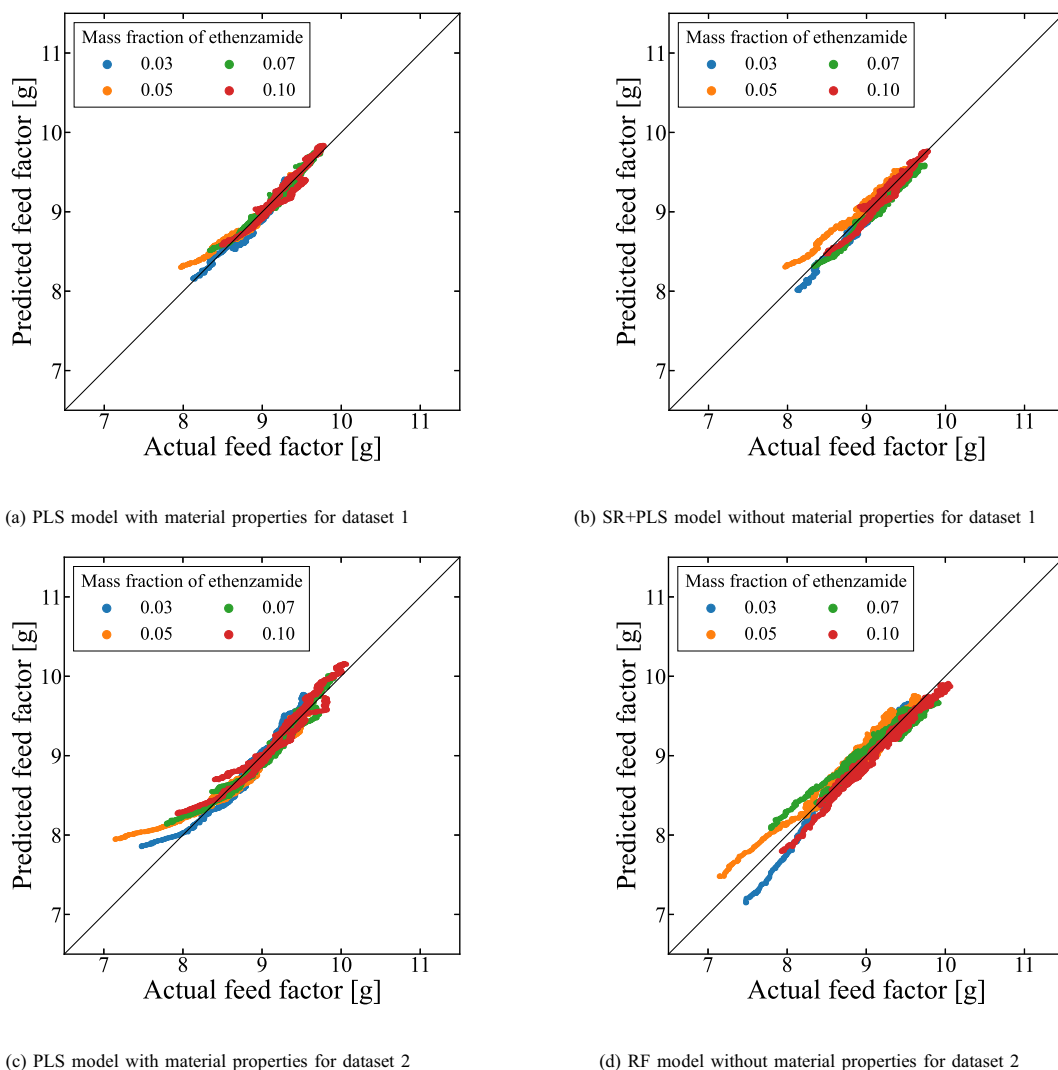 Mass fraction of ethenzamide
0.03 0.07
0.05 0.10
11
10
9
8
7
Predicted feed factor [g]
7 8 9 10 11
Actual feed factor [g]
(a) PLS model with material properties for dataset 1
Mass fraction of ethenzamide
0.03 0.07
0.05 0.10
11
10
9
8
7
Predicted feed factor [g]
7 8 9 10 11
Actual feed factor [g]
(b) SR+PLS model without material properties for dataset 1
Mass fraction of ethenzamide
0.03 0.07
0.05 0.10
11
10
9
8
7
Predicted feed factor [g]
7 8 9 10 11
Actual feed factor [g]
(c) PLS model with material properties for dataset 2
Mass fraction of ethenzamide
0.03 0.07
0.05 0.10
11
10
9
8
7
Predicted feed factor [g]
7 8 9 10 11
Actual feed factor [g]
(d) RF model without material properties for dataset 2